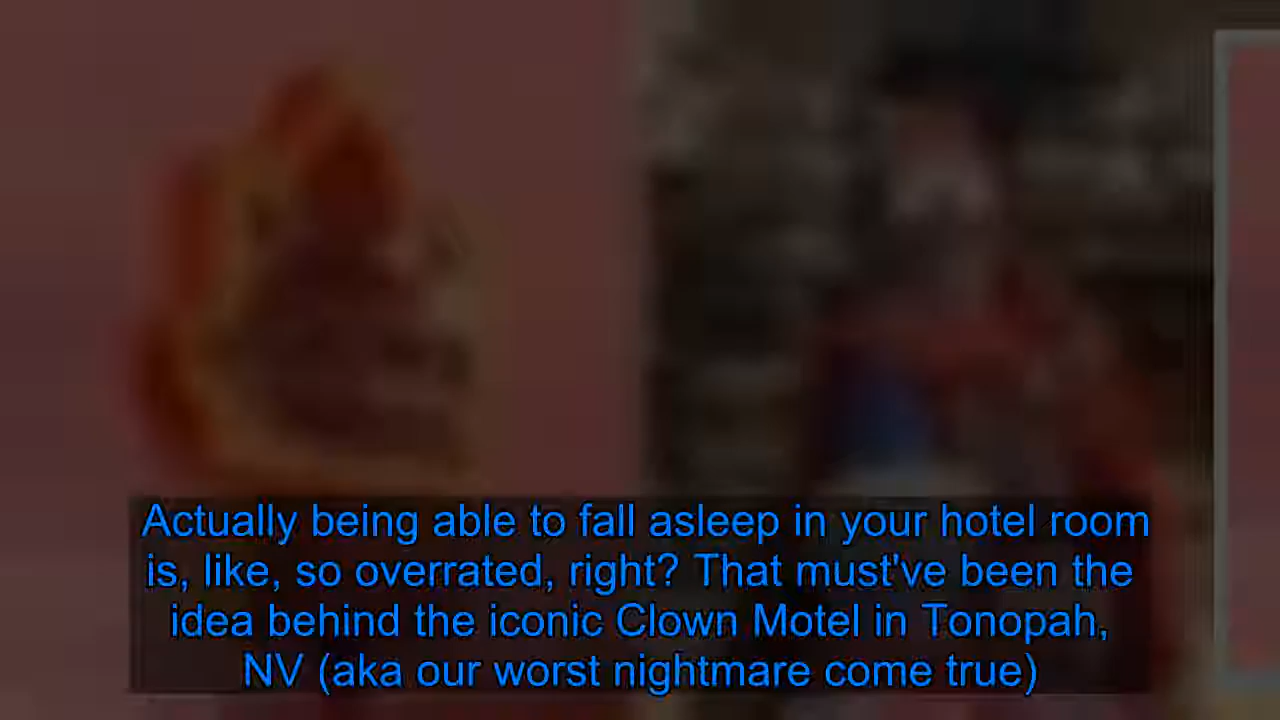 Actually being able to fall asleep in your hotel room
is, like, so overrated, right? That must've been the
idea behind the iconic Clown Motel in Tonopah,
NV (aka our worst nightmare come true)